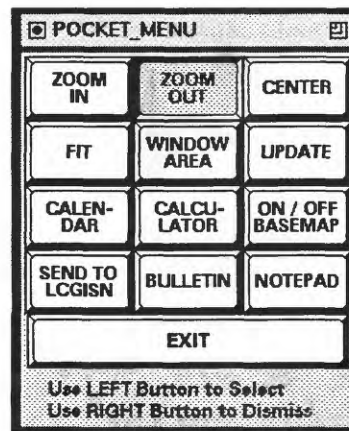 POCKET_MENU
ZOOM
IN
ZOOM
OUT
CENTER
FIT
WINDOW
AREA
UPDATE
CALEN-
DAR
CALCU-
LATOR
ON / OFF
BASEMAP
SEND TO
LCGISN
BULLETIN
NOTEPAD
EXIT
Use LEFT Button to Select
Use RIGHT Button to Dismiss